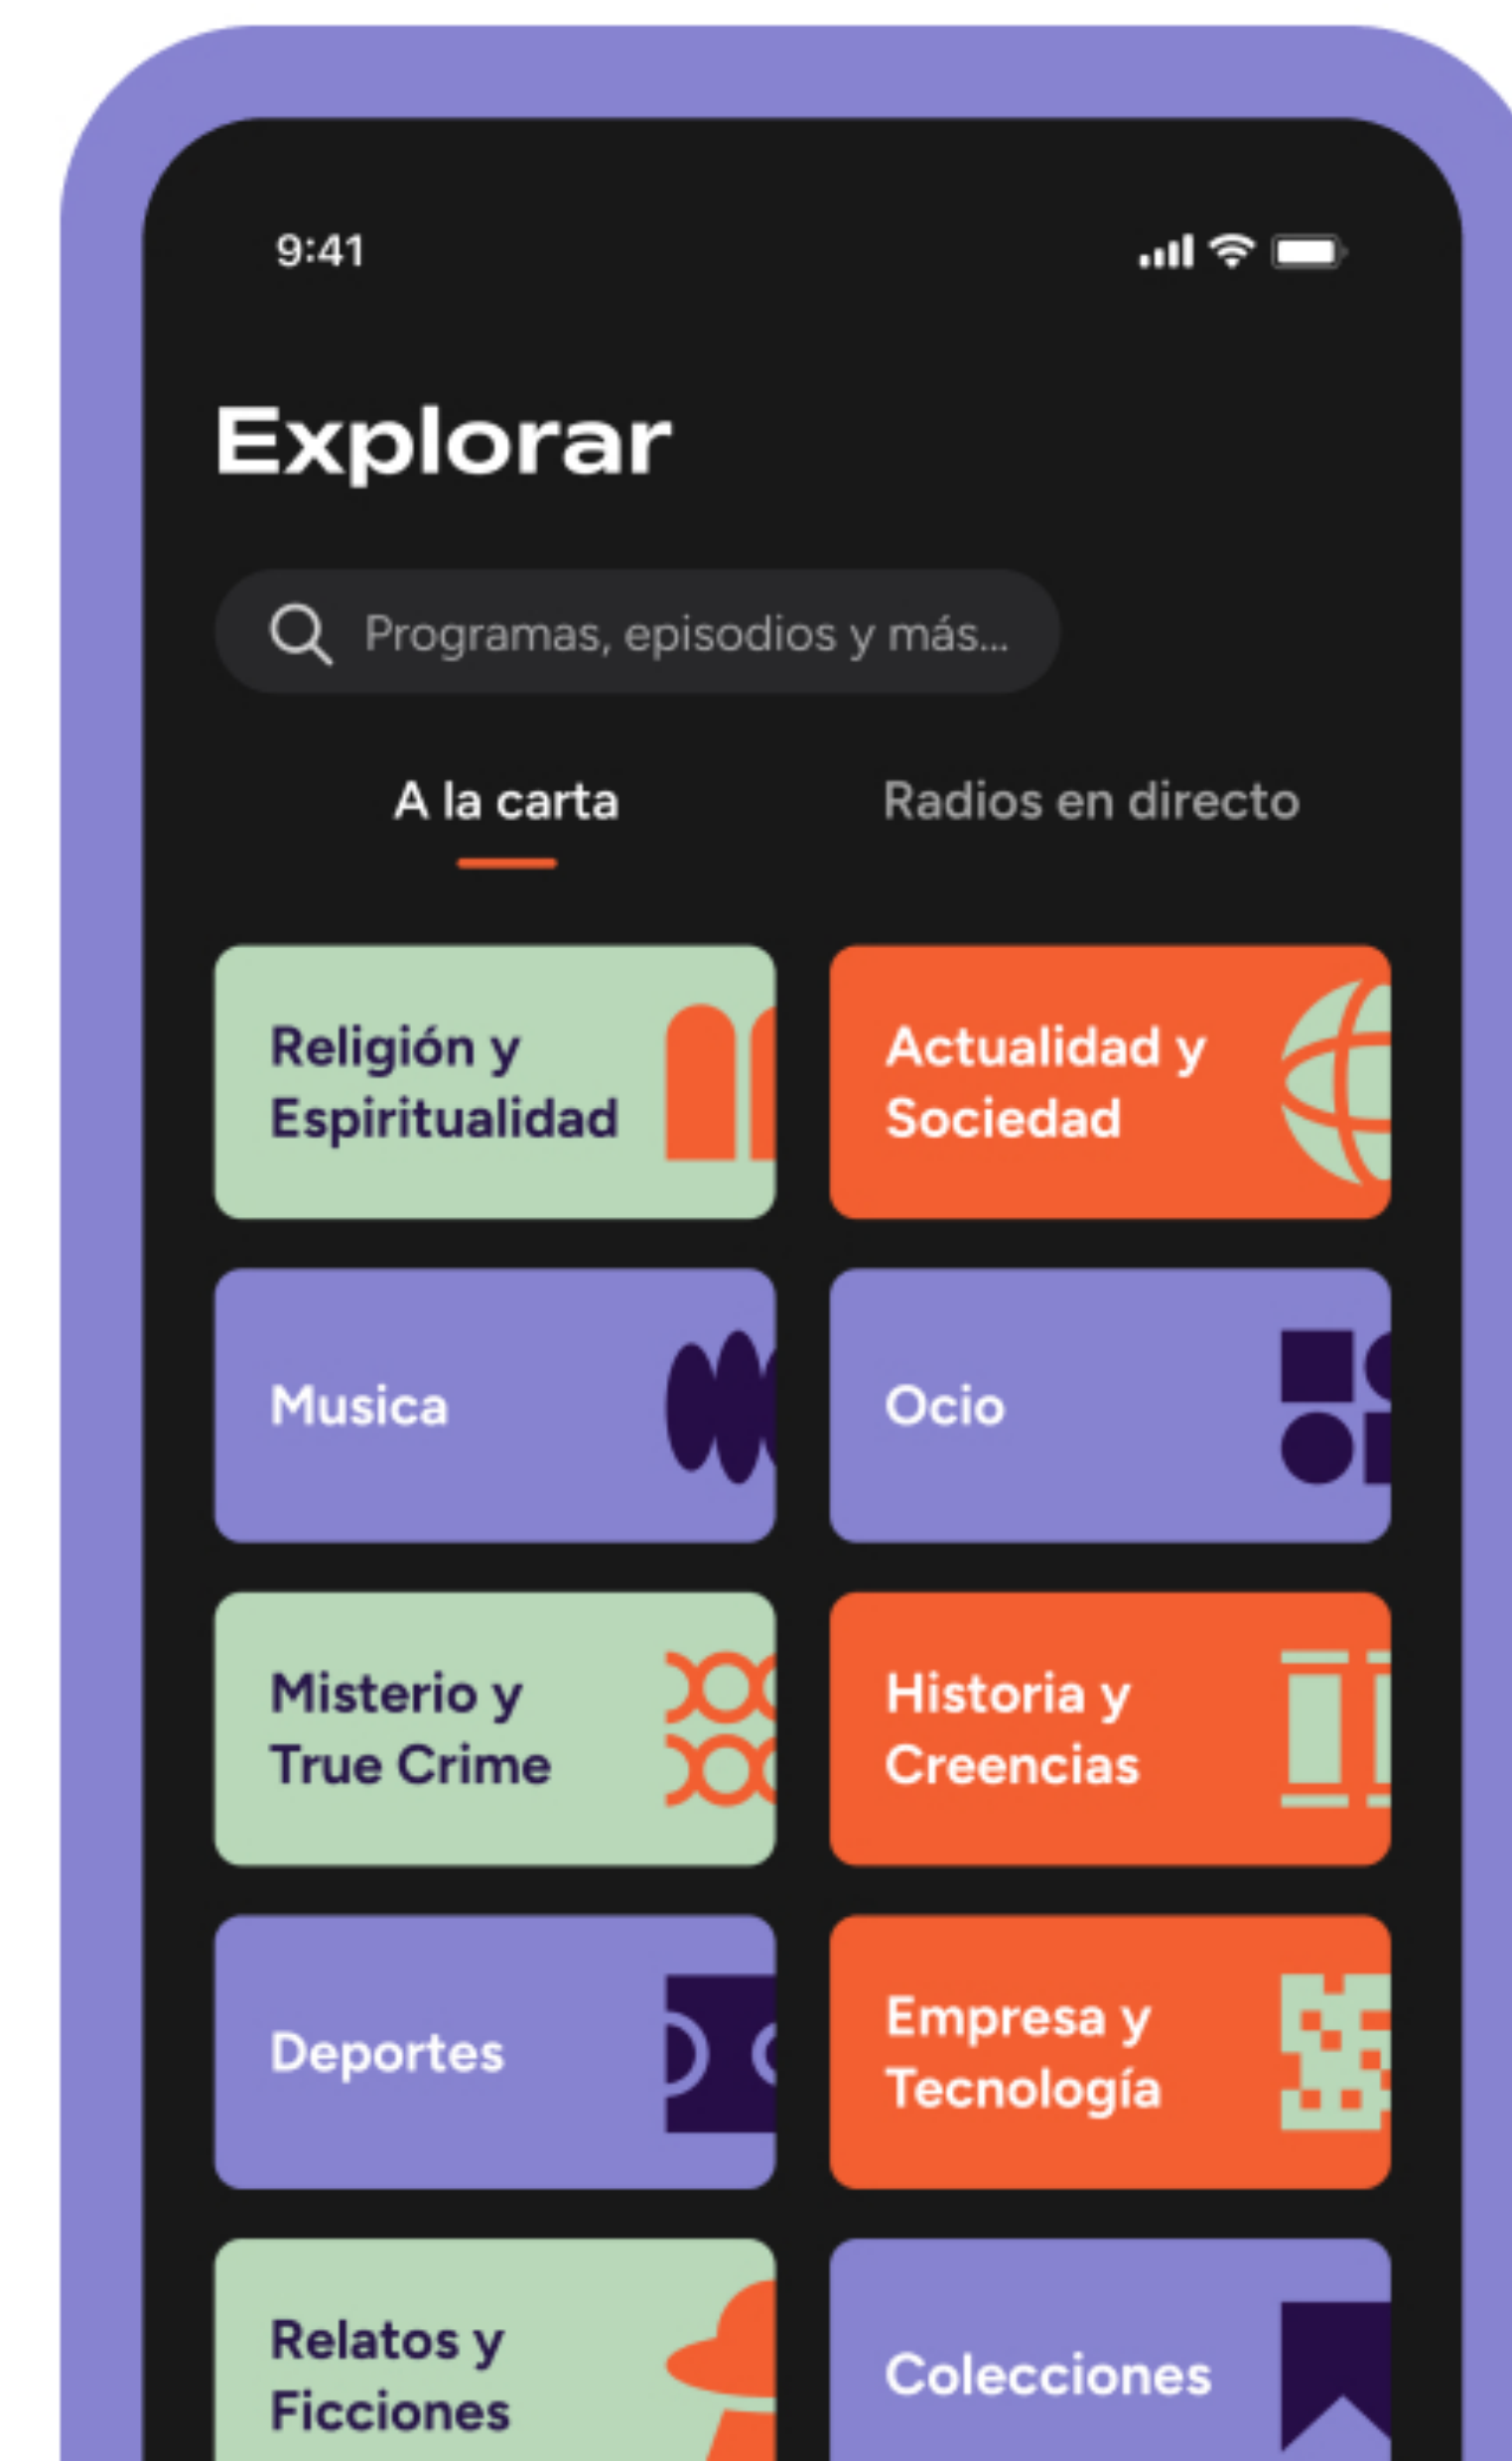 9:41
Explorar
Programas, episodios y más...
A la carta
Radios en directo
Religión y
Espiritualidad
Actualidad y
Sociedad
Musica
Ocio
Misterio y
True Crime
Historia y
Creencias
Deportes
Empresa y
Tecnología
Relatos y
Ficciones
Colecciones